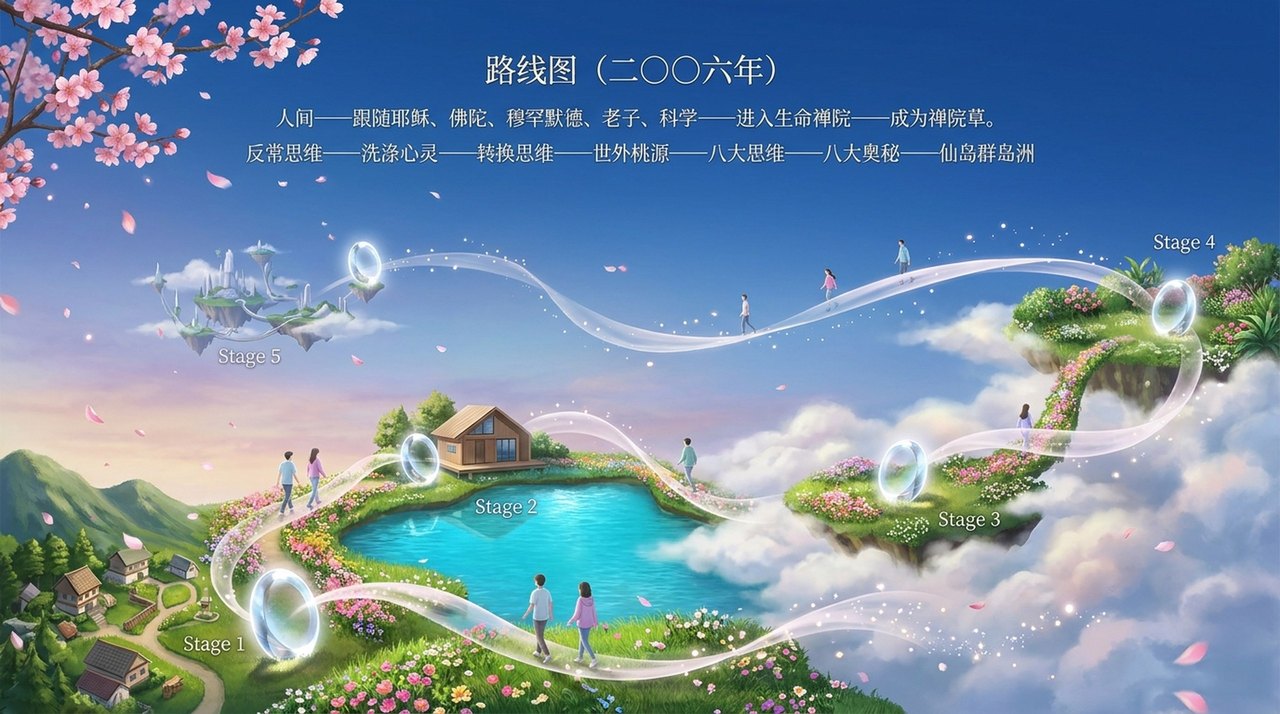 路线图（二〇〇六年）
人间——跟随耶稣、佛陀、穆罕默德、老子、科学——进入生命禅院——成为禅院草。
反常思维——洗涤心灵——转换思维——世外桃源——八大思维——八大奥秘——仙岛群岛洲
Stage 4
Stage 5
Stage 2
Stage 3
Stage 1